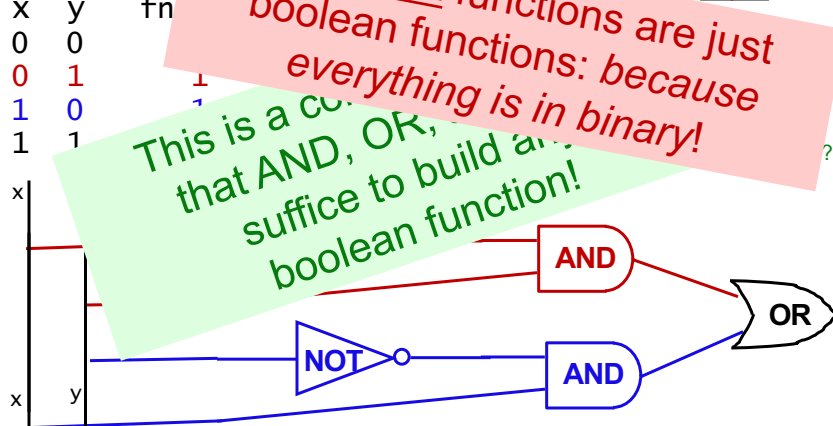 x y fn
0 0
0 1 1
1 0 1
1 1
functions are just
boolean functions: because
everything is in binary!
This is a
that AND, OR,
suffice to build
boolean function!
?
x
AND
OR
NOT
AND
x
y